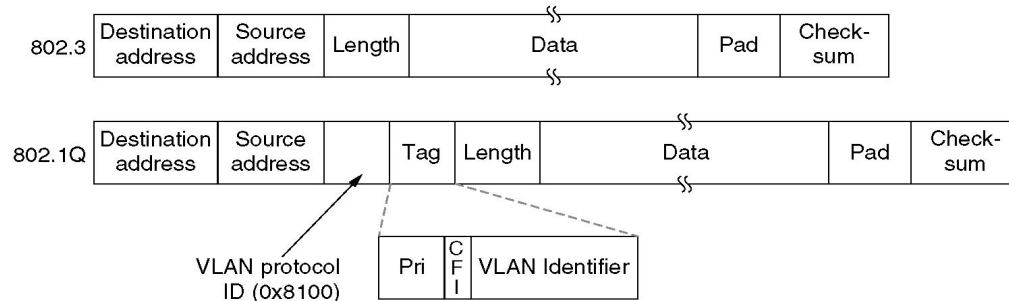 802.3 Destination address Source address Length Data Pad Check-sum
802.1Q Destination address Source address Tag Length Data Pad Check-sum
VLAN protocol ID (0x8100)
Pri CFI VLAN Identifier